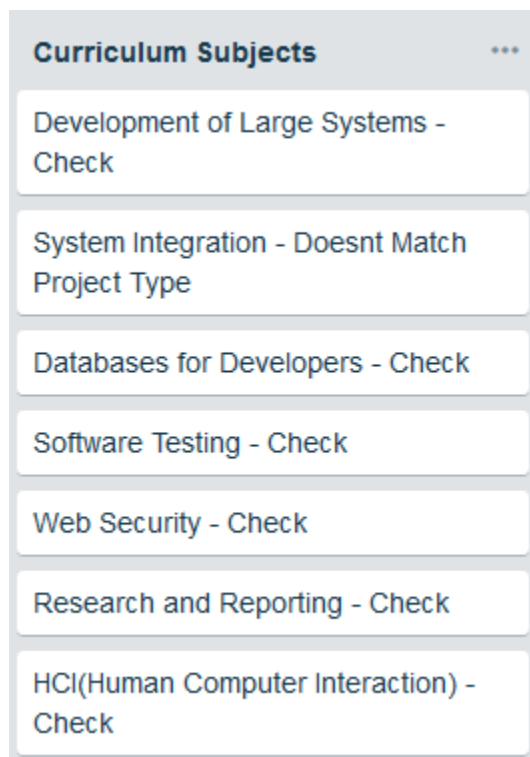 Curriculum Subjects
Development of Large Systems -
Check
System Integration - Doesnt Match
Project Type
Databases for Developers - Check
Software Testing - Check
Web Security - Check
Research and Reporting - Check
HCI(Human Computer Interaction) -
Check